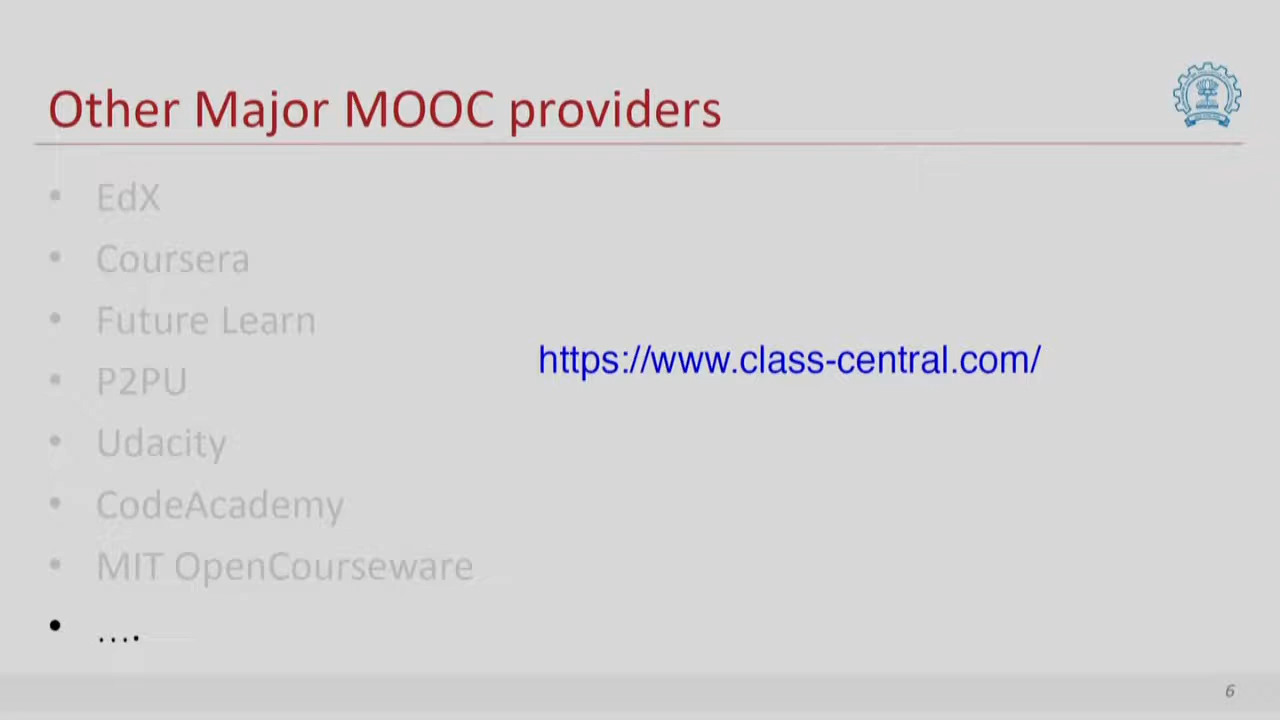 Other Major MOOC providers
• EdX
• Coursera
• Future Learn
https://www.class-central.com/
• P2PU
• Udacity
• CodeAcademy
• MIT OpenCourseware
• ....
6